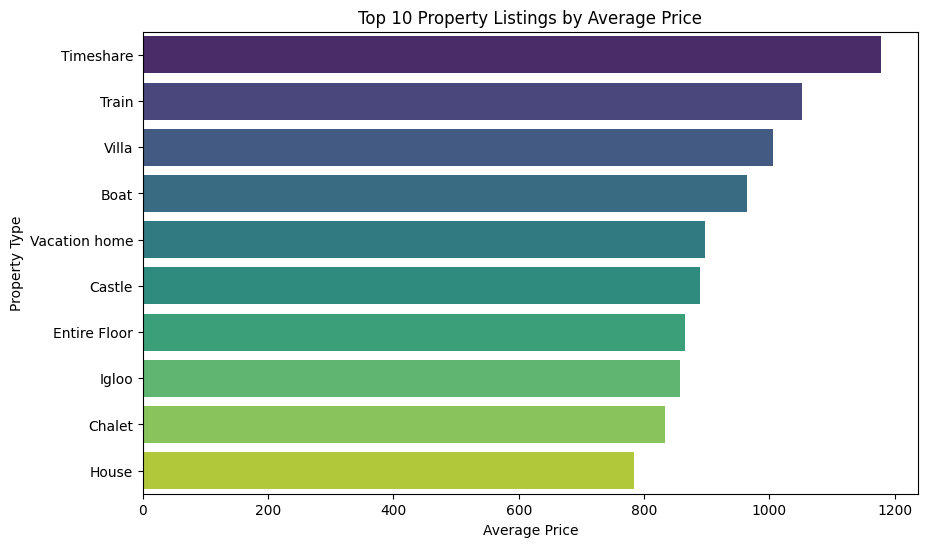 Top 10 Property Listings by Average Price
Property Type
Timeshare
Train
Villa
Boat
Vacation home
Castle
Entire Floor
Igloo
Chalet
House
0 200 400 600 800 1000 1200
Average Price